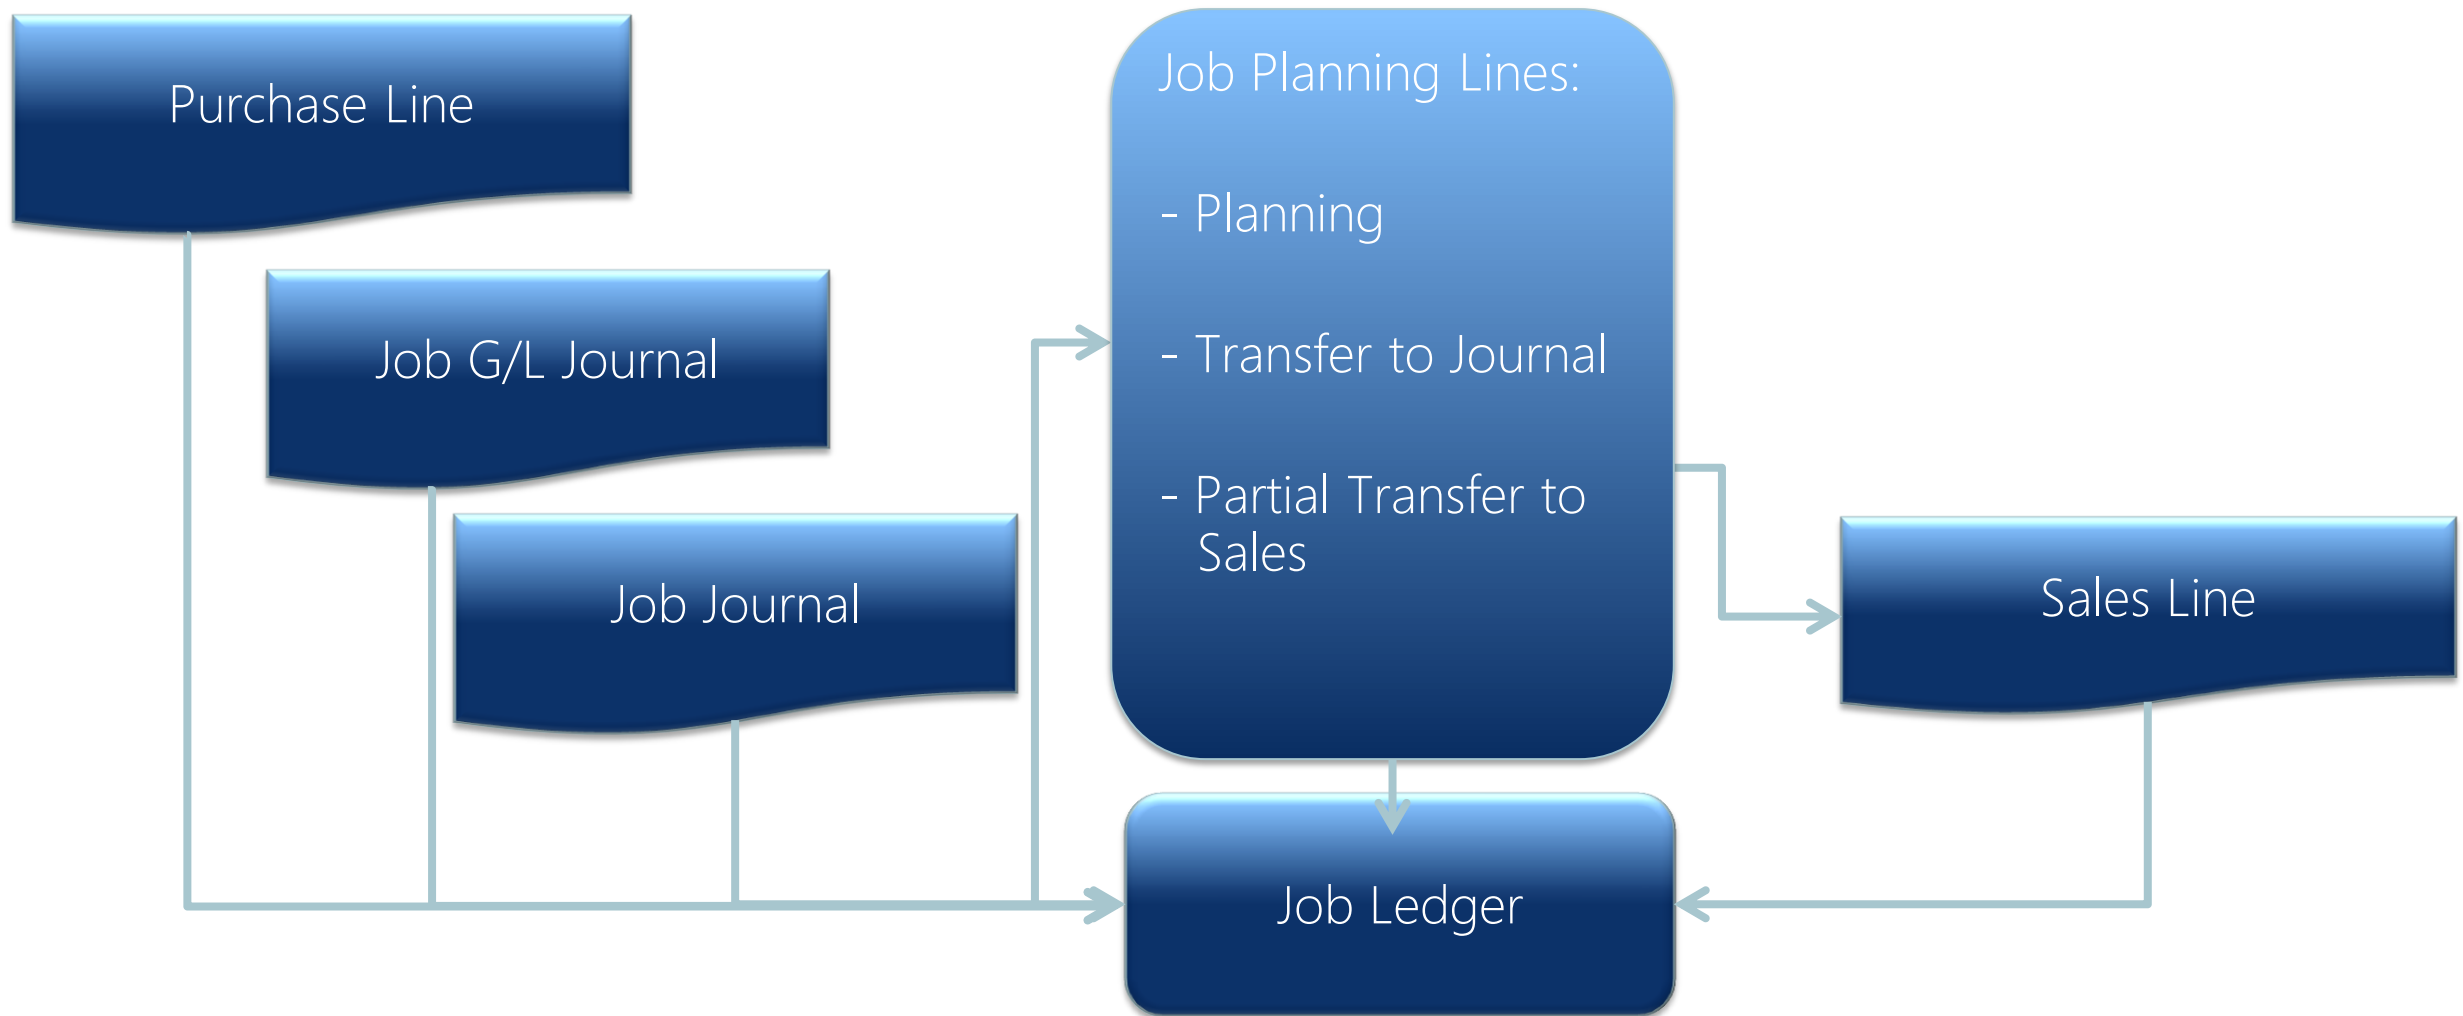 Purchase Line
Job G/L Journal
Job Journal
Job Planning Lines:
- Planning
- Transfer to Journal
- Partial Transfer to
Sales
Sales Line
Job Ledger